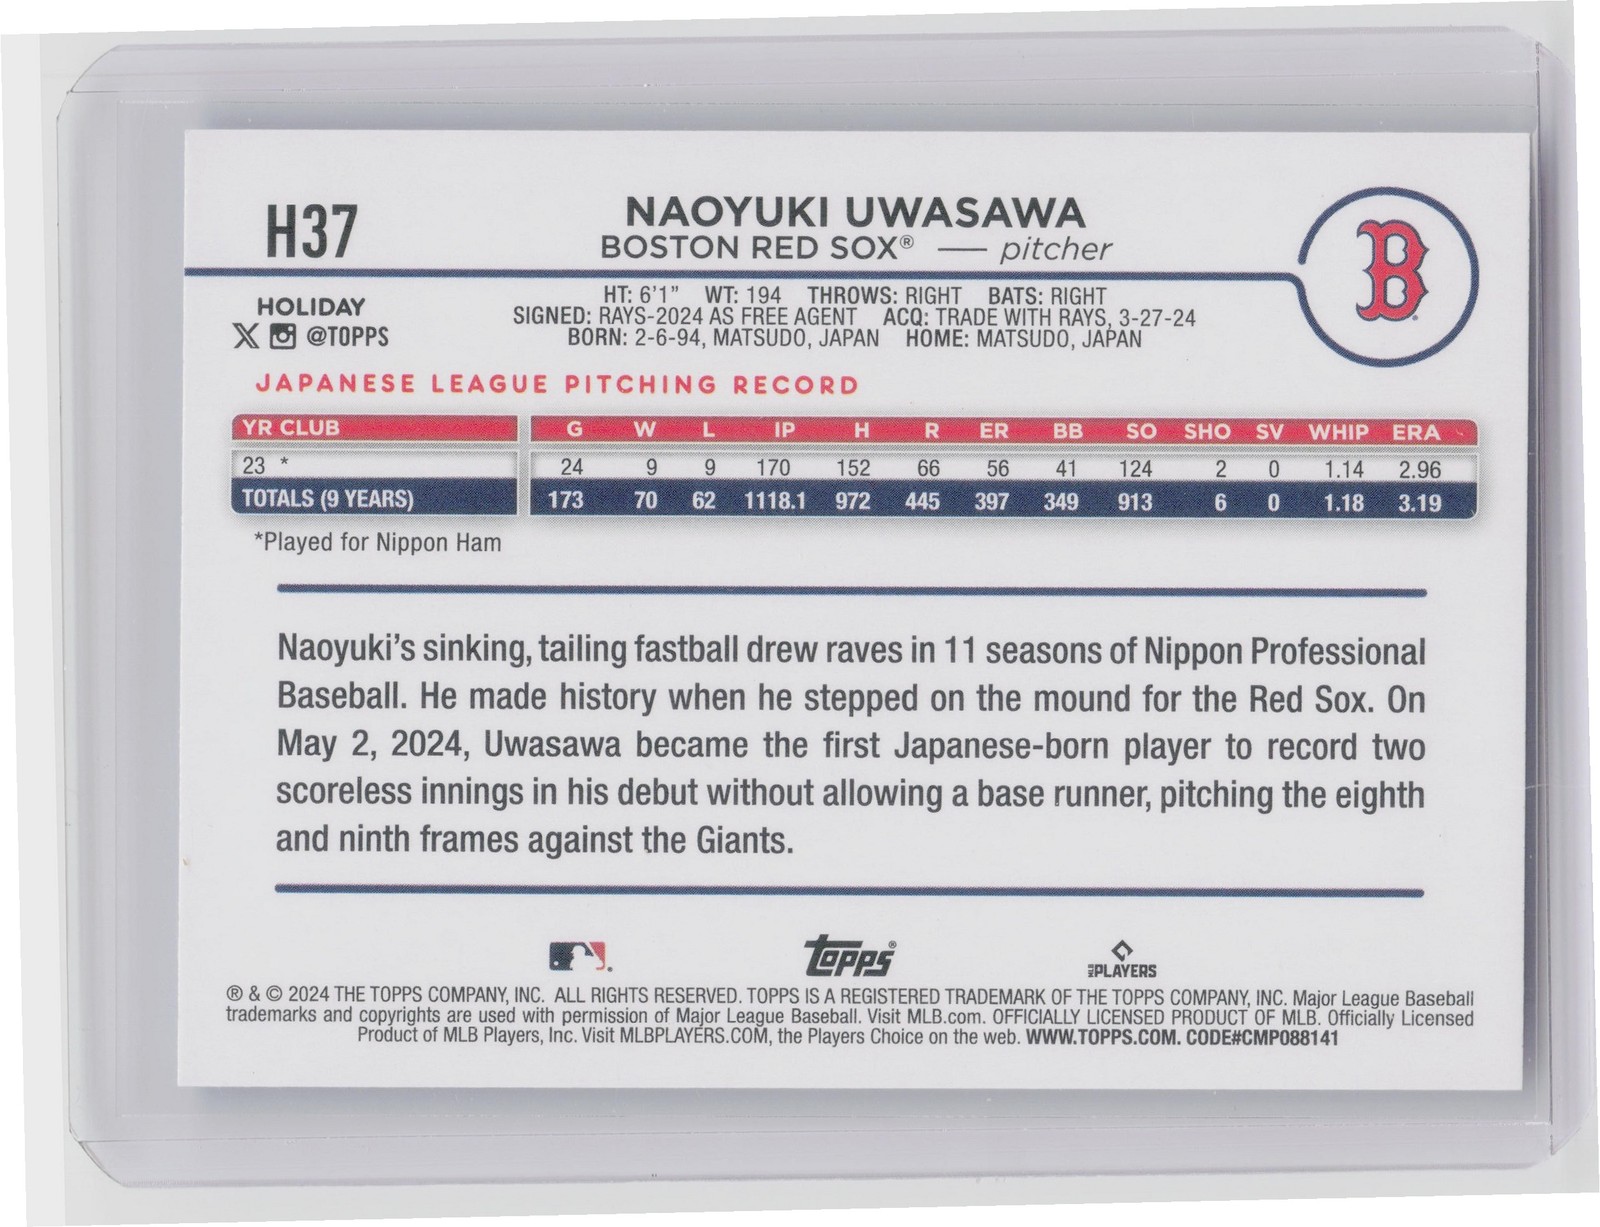 H37
NAOYUKI UWASAWA
BOSTON RED SOX® — pitcher
B
HOLIDAY
X @TOPPS
HT: 6'1" WT: 194 THROWS: RIGHT BATS: RIGHT
SIGNED: RAYS-2024 AS FREE AGENT ACQ: TRADE WITH RAYS, 3-27-24
BORN: 2-6-94, MATSUDO, JAPAN HOME: MATSUDO, JAPAN
JAPANESE LEAGUE PITCHING RECORD
YR CLUB G W L IP H R ER BB SO SHO SV WHIP ERA
23 * 24 9 9 170 152 66 56 41 124 2 0 1.14 2.96
TOTALS (9 YEARS) 173 70 62 1118.1 972 445 397 349 913 6 0 1.18 3.19
*Played for Nippon Ham
Naoyuki's sinking, tailing fastball drew raves in 11 seasons of Nippon Professional
Baseball. He made history when he stepped on the mound for the Red Sox. On
May 2, 2024, Uwasawa became the first Japanese-born player to record two
scoreless innings in his debut without allowing a base runner, pitching the eighth
and ninth frames against the Giants.
Topps® MLB PLAYERS
® & © 2024 THE TOPPS COMPANY, INC. ALL RIGHTS RESERVED. TOPPS IS A REGISTERED TRADEMARK OF THE TOPPS COMPANY, INC. Major League Baseball
trademarks and copyrights are used with permission of Major League Baseball. Visit MLB.com. OFFICIALLY LICENSED PRODUCT OF MLB. Officially Licensed
Product of MLB Players, Inc. Visit MLBPLAYERS.COM, the Players Choice on the web. WWW.TOPPS.COM. CODE#CMP088141